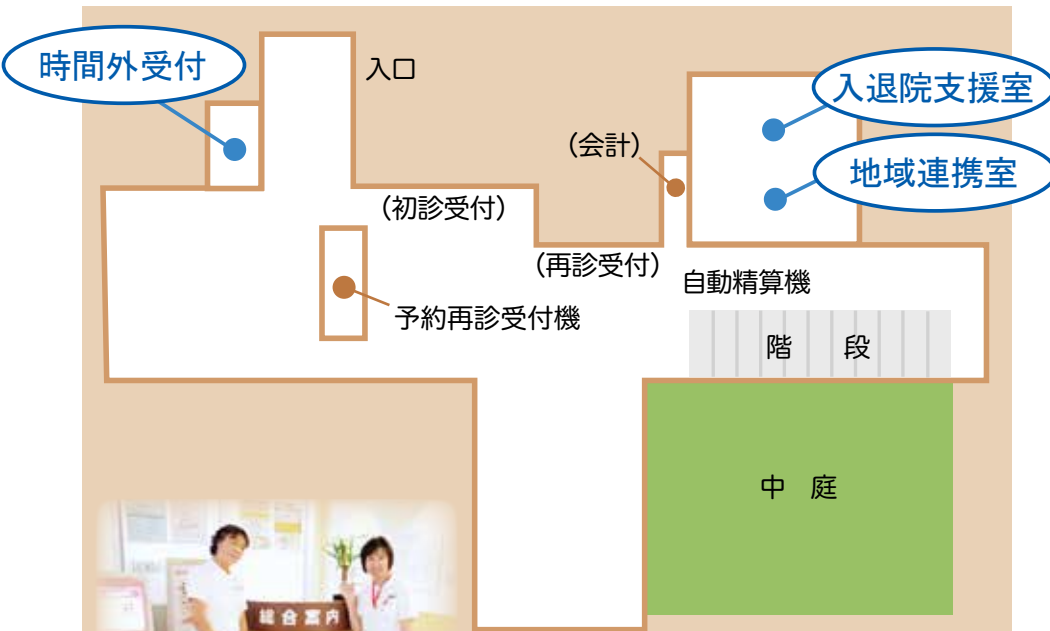 時間外受付
入口
入退院支援室
(会計)
地域連携室
(初診受付)
(再診受付)
自動精算機
予約再診受付機
階 段
中 庭
総合案内